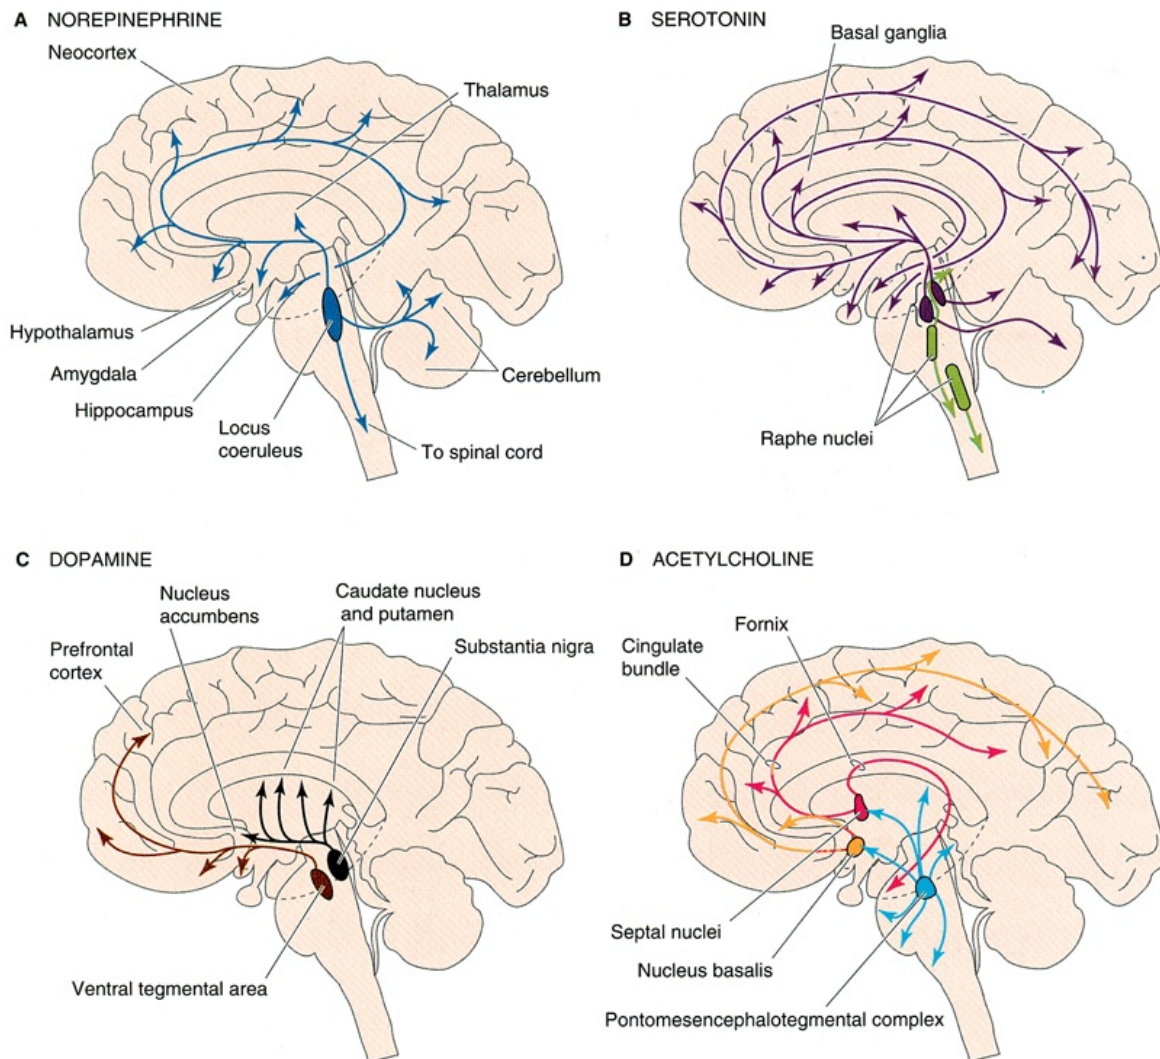 A NOREPINEPHRINE
Neocortex
Thalamus
Hypothalamus
Amygdala
Hippocampus
Locus
coeruleus
Cerebellum
To spinal cord
B SEROTONIN
Basal ganglia
Raphe nuclei
C DOPAMINE
Nucleus
accumbens
Caudate nucleus
and putamen
Prefrontal
cortex
Substantia nigra
Ventral tegmental area
D ACETYLCHOLINE
Fornix
Cingulate
bundle
Septal nuclei
Nucleus basalis
Pontomesencephalotegmental complex